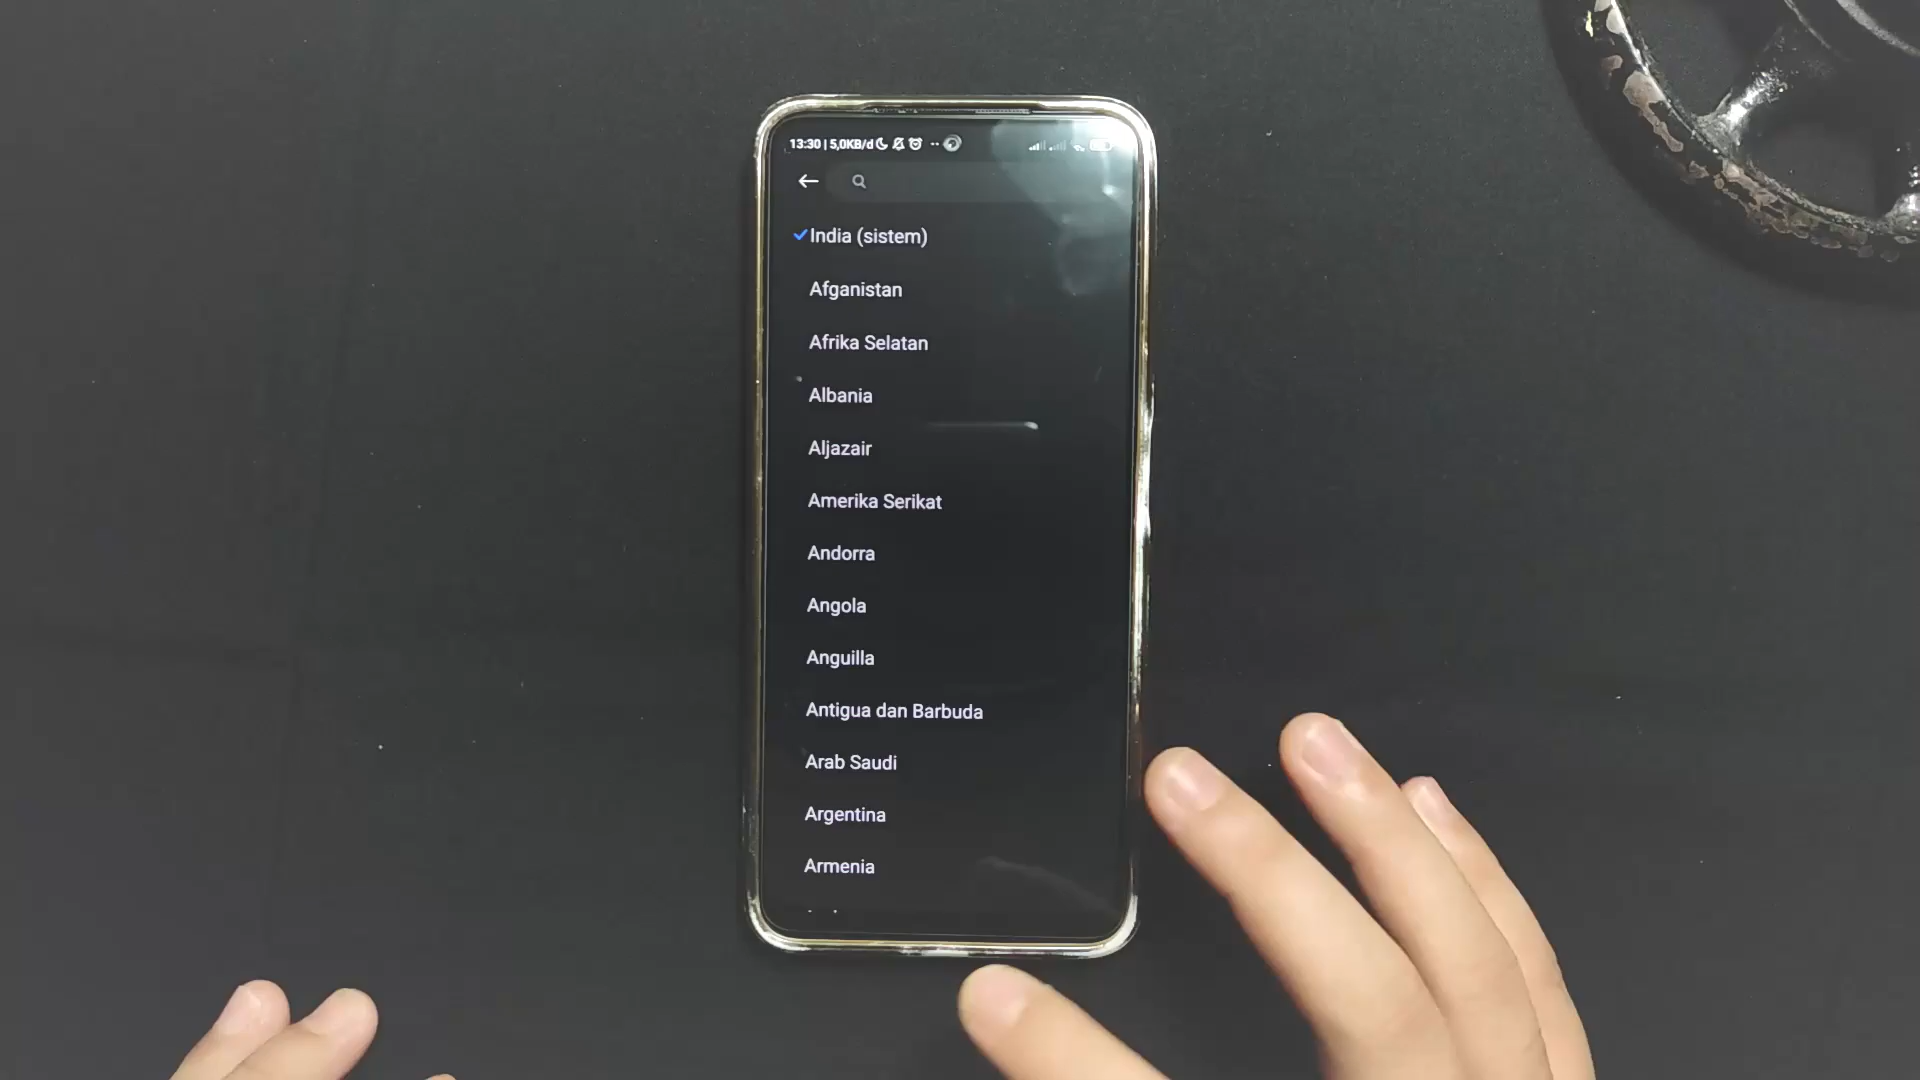 13:30 | 5,0KB/d
India (sistem)
Afganistan
Afrika Selatan
Albania
Aljazair
Amerika Serikat
Andorra
Angola
Anguilla
Antigua dan Barbuda
Arab Saudi
Argentina
Armenia